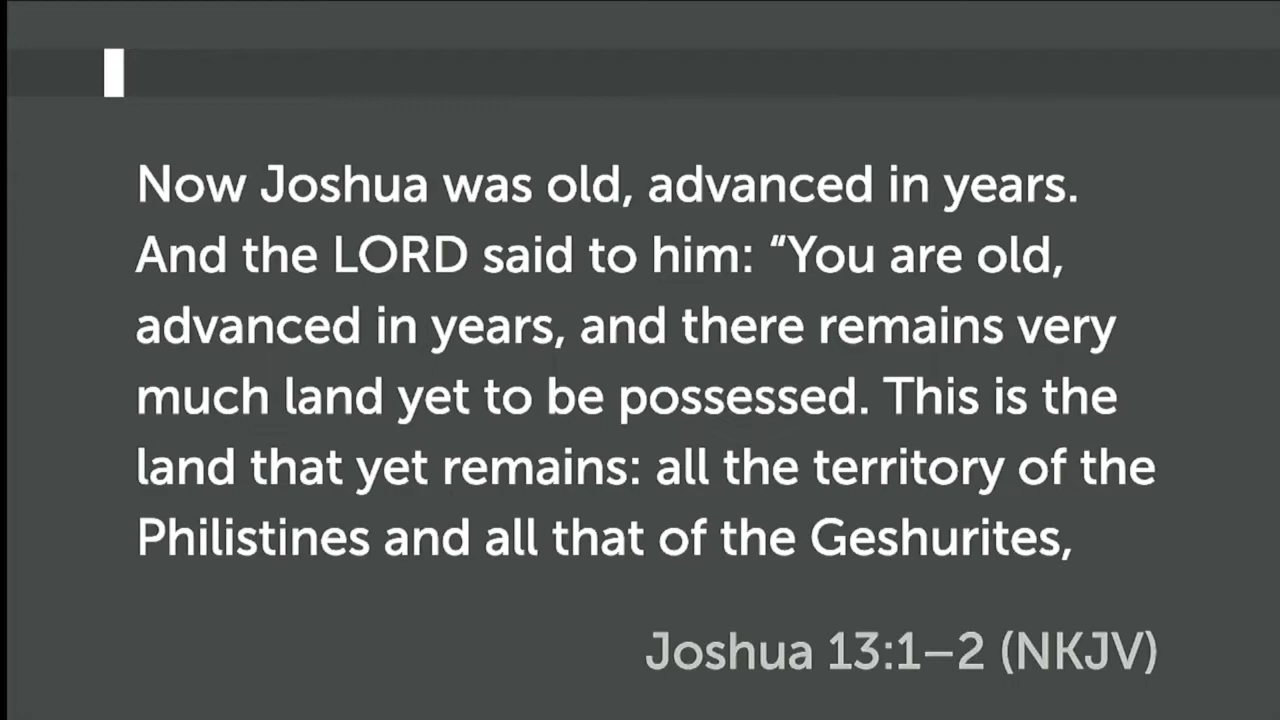 Now Joshua was old, advanced in years.
And the LORD said to him: “You are old,
advanced in years, and there remains very
much land yet to be possessed. This is the
land that yet remains: all the territory of the
Philistines and all that of the Geshurites,
Joshua 13:1–2 (NKJV)